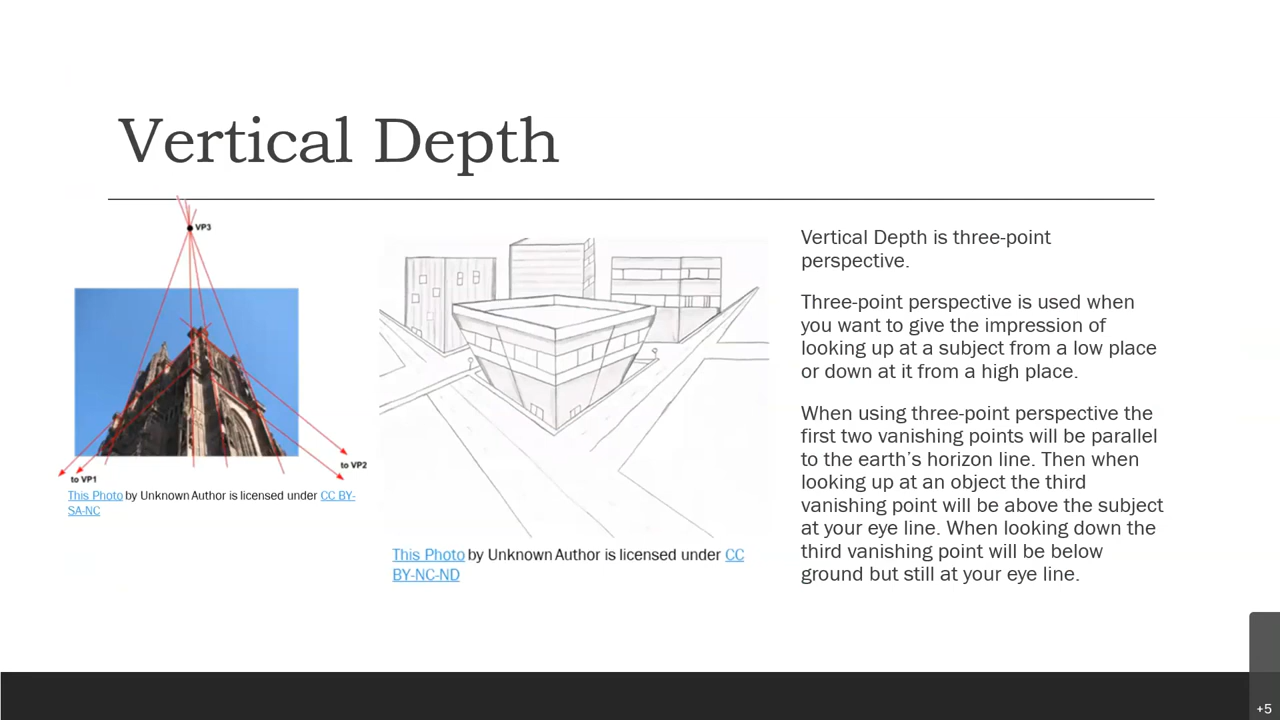 Vertical Depth
VP3
to VP2
to VP1
This Photo by Unknown Author is licensed under CC BY-
SA-NC
This Photo by Unknown Author is licensed under CC
BY-NC-ND
Vertical Depth is three-point
perspective.
Three-point perspective is used when
you want to give the impression of
looking up at a subject from a low place
or down at it from a high place.
When using three-point perspective the
first two vanishing points will be parallel
to the earth's horizon line. Then when
looking up at an object the third
vanishing point will be above the subject
at your eye line. When looking down the
third vanishing point will be below
ground but still at your eye line.
+5